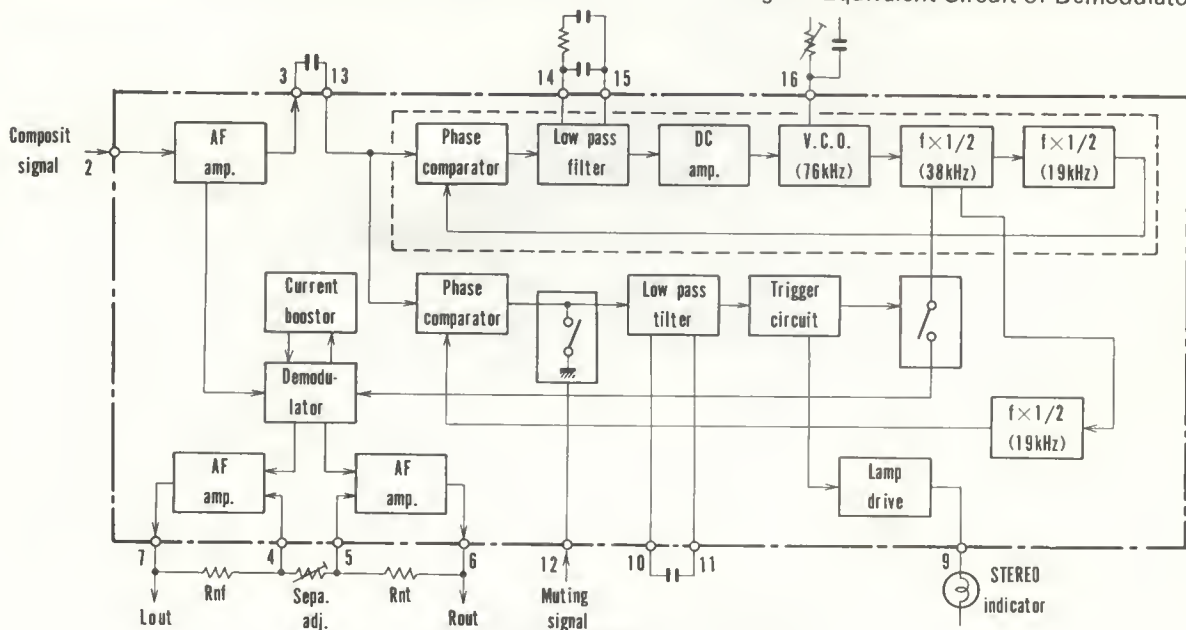 Equivalent Circuit of Demodulato
3
13
14
15
16
Composit
signal
2
AF
amp.
Phase
comparator
Low pass
filter
DC
amp.
V.C.O.
(76kHz)
f×1/2
(38kHz)
f×1/2
(19kHz)
Current
boostor
Phase
comparator
Low pass
tilter
Trigger
circuit
Demodu-
lator
f×1/2
(19kHz)
AF
amp.
AF
amp.
Lamp
drive
7
4
5
6
12
10
11
9
Rnf
Sepa.
adj.
Rnt
Lout
Rout
Muting
signal
STEREO
indicator